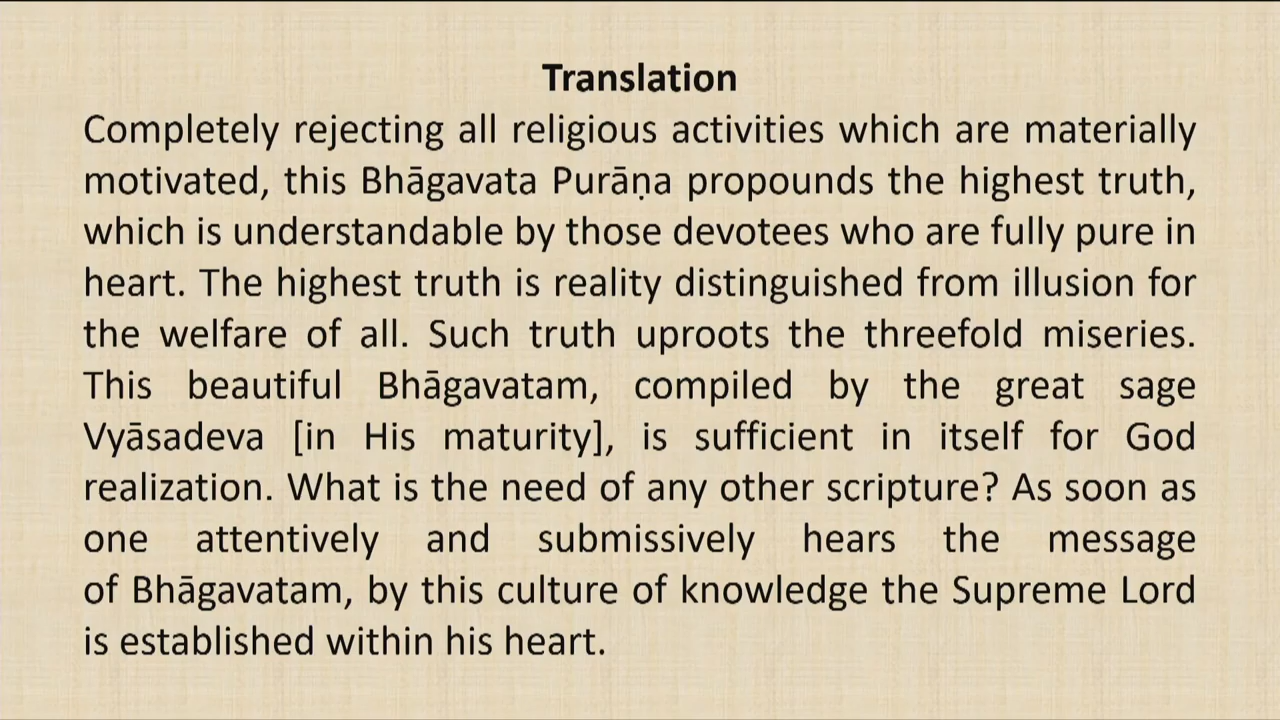 Translation
Completely rejecting all religious activities which are materially
motivated, this Bhāgavata Purāṇa propounds the highest truth,
which is understandable by those devotees who are fully pure in
heart. The highest truth is reality distinguished from illusion for
the welfare of all. Such truth uproots the threefold miseries.
This beautiful Bhāgavatam, compiled by the great sage
Vyāsadeva [in His maturity], is sufficient in itself for God
realization. What is the need of any other scripture? As soon as
one attentively and submissively hears the message
of Bhāgavatam, by this culture of knowledge the Supreme Lord
is established within his heart.